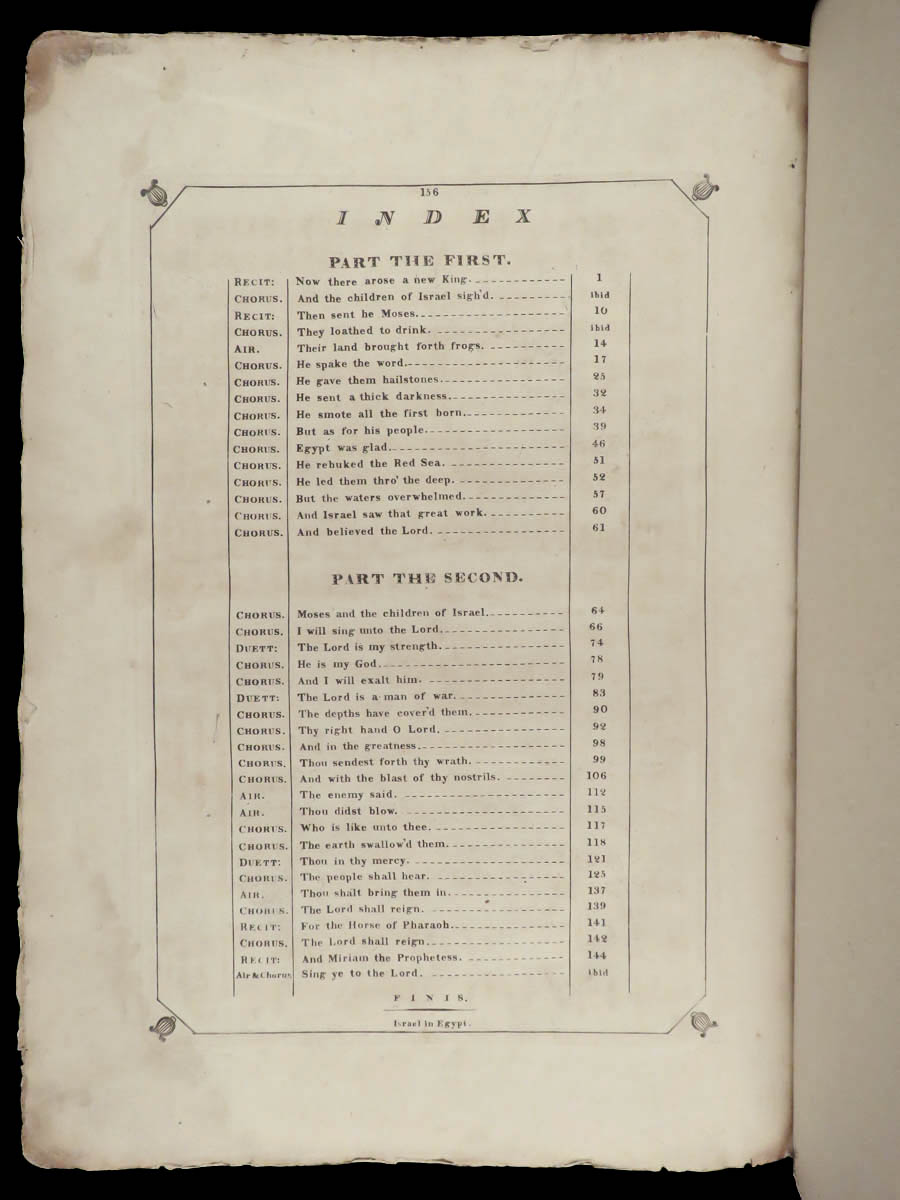 156
INDEX
PART THE FIRST.
RECIT: Now there arose a new King. 1
CHORUS. And the children of Israel sigh'd. ibid
RECIT: Then sent he Moses. 10
CHORUS. They loathed to drink. ibid
AIR. Their land brought forth frogs. 14
CHORUS. He spake the word. 17
CHORUS. He gave them hailstones. 25
CHORUS. He sent a thick darkness. 32
CHORUS. He smote all the first born. 34
CHORUS. But as for his people. 39
CHORUS. Egypt was glad. 46
CHORUS. He rebuked the Red Sea. 51
CHORUS. He led them thro' the deep. 52
CHORUS. But the waters overwhelmed. 57
CHORUS. And Israel saw that great work. 60
CHORUS. And believed the Lord. 61
PART THE SECOND.
CHORUS. Moses and the children of Israel. 64
CHORUS. I will sing unto the Lord. 66
DUETT: The Lord is my strength. 74
CHORUS. He is my God. 78
CHORUS. And I will exalt him. 79
DUETT: The Lord is a man of war. 83
CHORUS. The depths have cover'd them. 90
CHORUS. Thy right hand O Lord. 92
CHORUS. And in the greatness. 98
CHORUS. Thou sendest forth thy wrath. 99
CHORUS. And with the blast of thy nostrils. 106
AIR. The enemy said. 112
AIR. Thou didst blow. 115
CHORUS. Who is like unto thee. 117
CHORUS. The earth swallow'd them. 118
DUETT: Thou in thy mercy. 121
CHORUS. The people shall hear. 125
AIR. Thou shalt bring them in. 137
CHORUS. The Lord shall reign. 139
RECIT: For the Horse of Pharaoh. 141
CHORUS. The Lord shall reign. 142
RECIT: And Miriam the Prophetess. 144
Air & Chorus Sing ye to the Lord. ibid
FINIS.
Israel in Egypt.